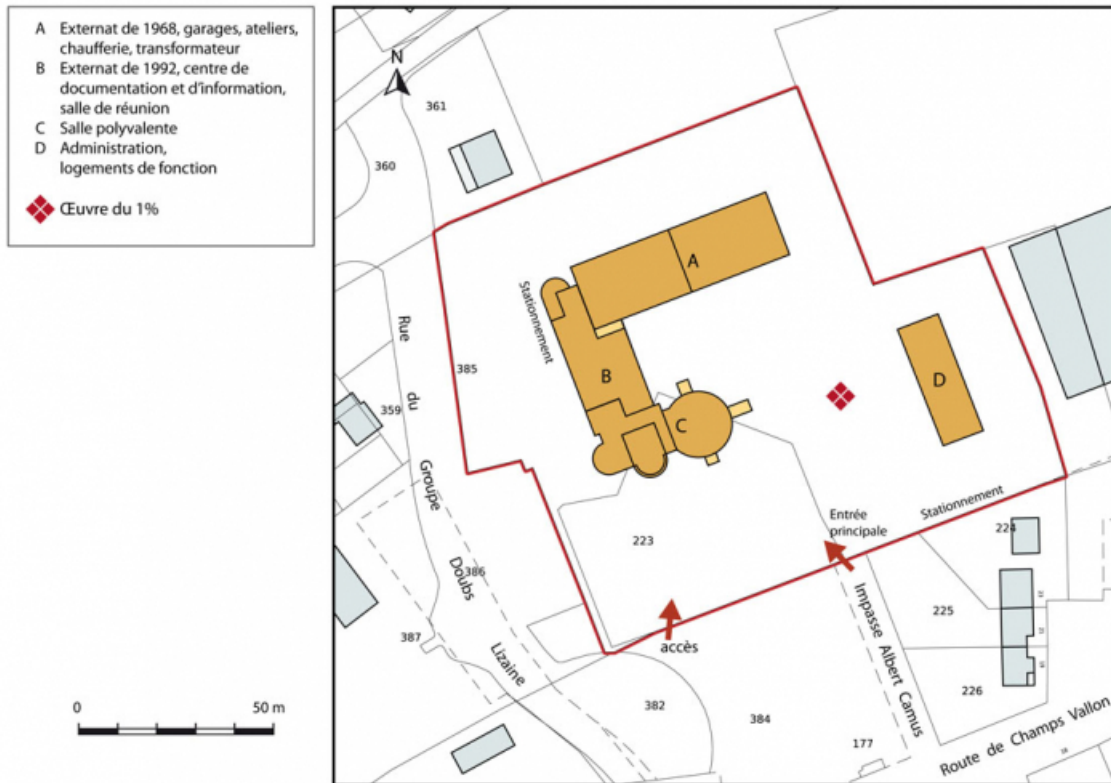 A Externat de 1968, garages, ateliers,
chaufferie, transformateur
B Externat de 1992, centre de
documentation et d'information,
salle de réunion
C Salle polyvalente
D Administration,
logements de fonction
Œuvre du 1%
0 50 m
N
361
360
A
Stationnement
Rue du Groupe Doubs Lizaine
385
359
B
C
D
Stationnement
Entrée
principale
223
224
386
387
225
226
accès
Impasse Albert Camus
382
384
177
Route de Champs Vallon
23
21
19